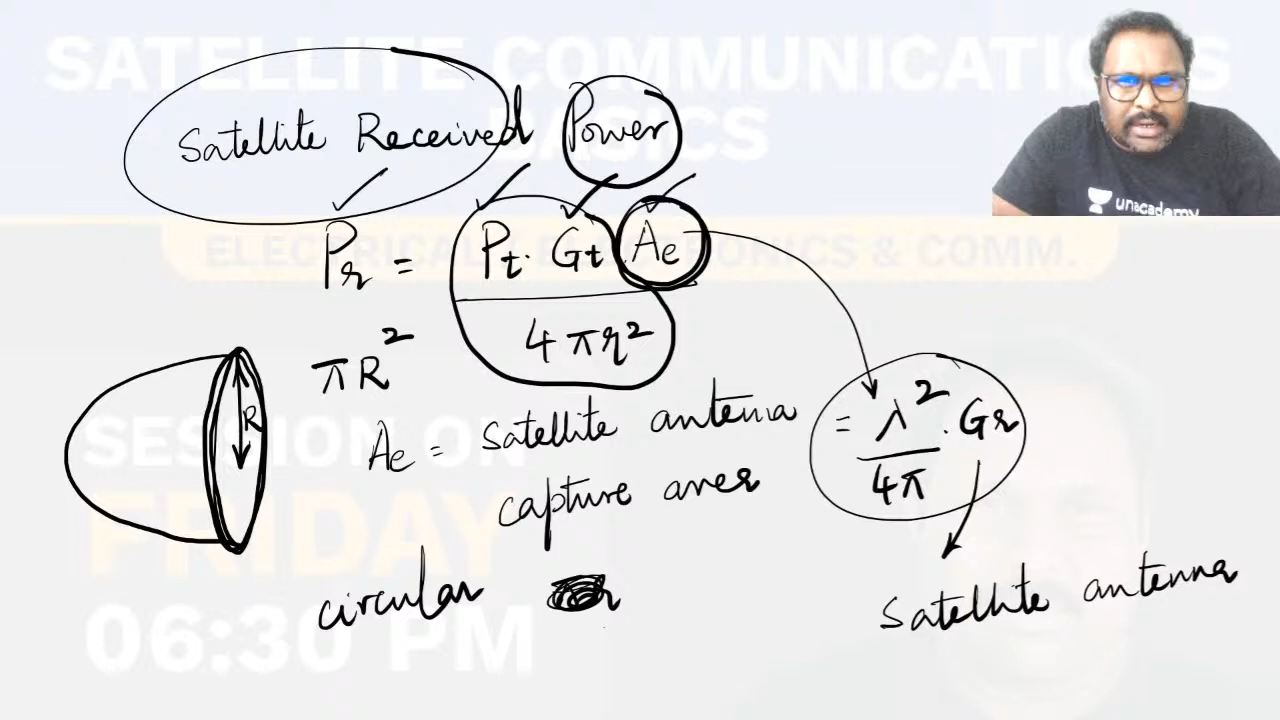 SATELLITE COMMUNICATIONS
BASICS
ELECTRICAL, ELECTRONICS & COMM.
SESSION ON
FRIDAY
06:30 PM
unacademy
Satellite Received Power
Pr = Pt. Gt. Ae
4πr²
πR²
R
Ae = Satellite antenna
capture area
= λ² . Gr
4π
circular
Satellite antenna